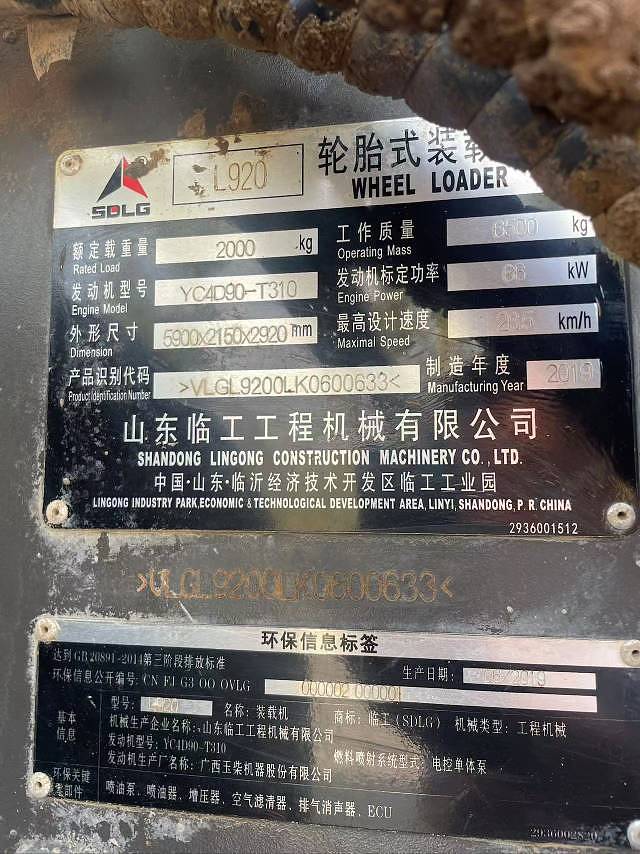 SDLG L920 轮胎式装载
WHEEL LOADER
额定载重量 2000 kg 工作质量 6500 kg
Rated Load Operating Mass
发动机型号 YC4D90-T310 发动机标定功率 66 kW
Engine Model Engine Power
外形尺寸 5900x2150x2920 mm 最高设计速度 km/h
Dimension Maximal Speed
产品识别代码 >VLGL9200LK0600633< 制造年度 2019
Product Identification Number Manufacturing Year
山东临工工程机械有限公司
SHANDONG LINGONG CONSTRUCTION MACHINERY CO., LTD.
中国·山东·临沂经济技术开发区临工工业园
LINGONG INDUSTRY PARK, ECONOMIC & TECHNOLOGICAL DEVELOPMENT AREA, LINYI, SHANDONG, P. R. CHINA
2936001512
>VLGL9200LK0600633<
环保信息标签
达到GB20891-2014第三阶段排放标准 生产日期: 06/2019
环保信息公开编号: CN FJ G3 OO OVLG 000002 000001
型号: L920 名称: 装载机 商标: 临工(SDLG) 机械类型: 工程机械
基本信息 机械生产企业名称: 山东临工工程机械有限公司
发动机型号: YC4D90-T310 燃料喷射系统型式: 电控单体泵
发动机生产厂名称: 广西玉柴机器股份有限公司
环保关键零部件 喷油泵、喷油器、增压器、空气滤清器、排气消声器、ECU
2936002820